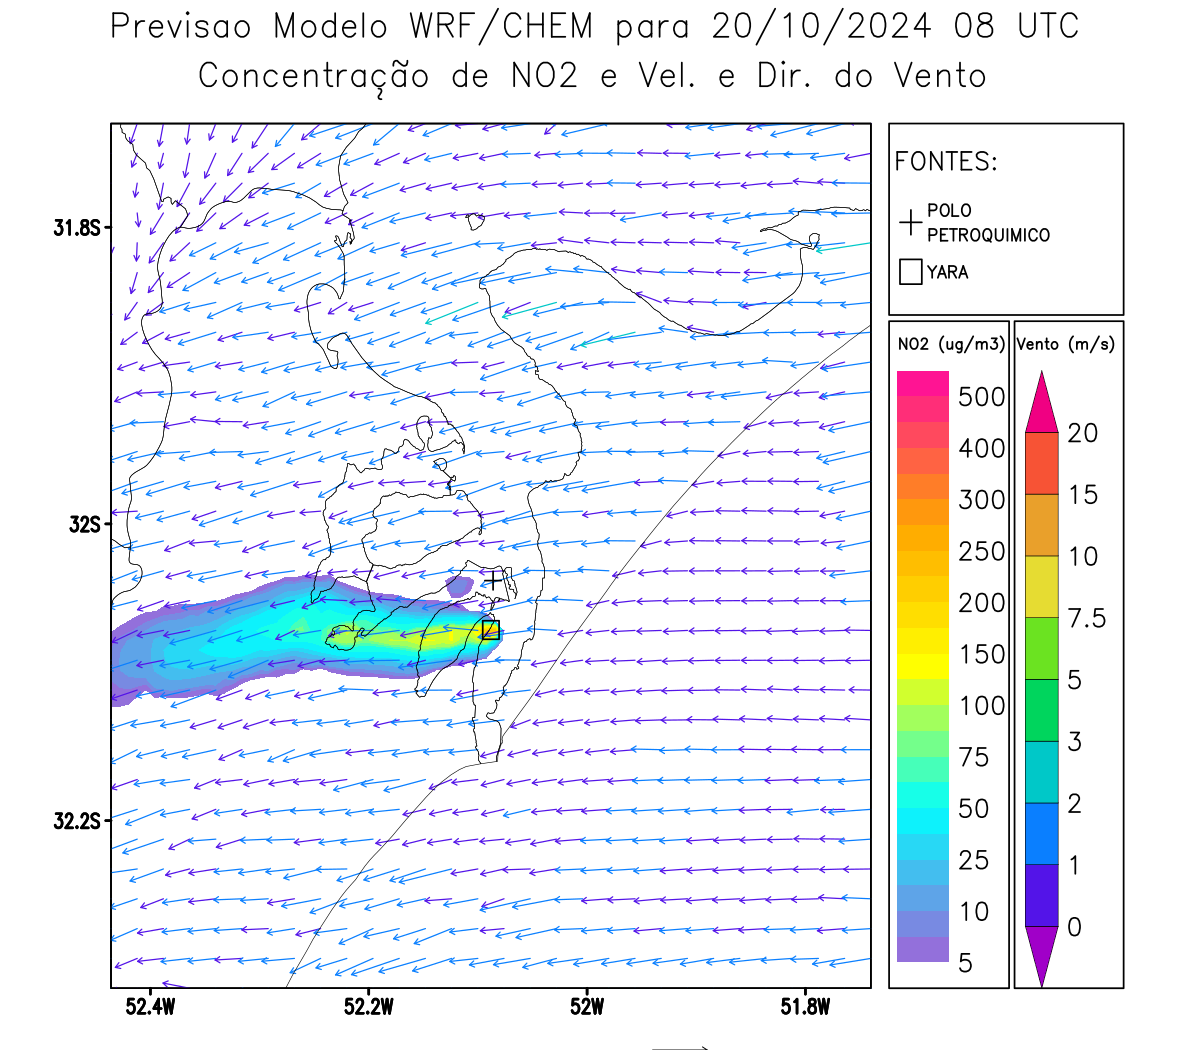 Previsao Modelo WRF/CHEM para 20/10/2024 08 UTC
Concentração de NO2 e Vel. e Dir. do Vento
FONTES:
POLO
PETROQUIMICO
YARA
NO2 (ug/m3)
500
400
300
250
200
150
100
75
50
25
10
5
Vento (m/s)
20
15
10
7.5
5
3
2
1
0
31.8S
32S
32.2S
52.4W
52.2W
52W
51.8W